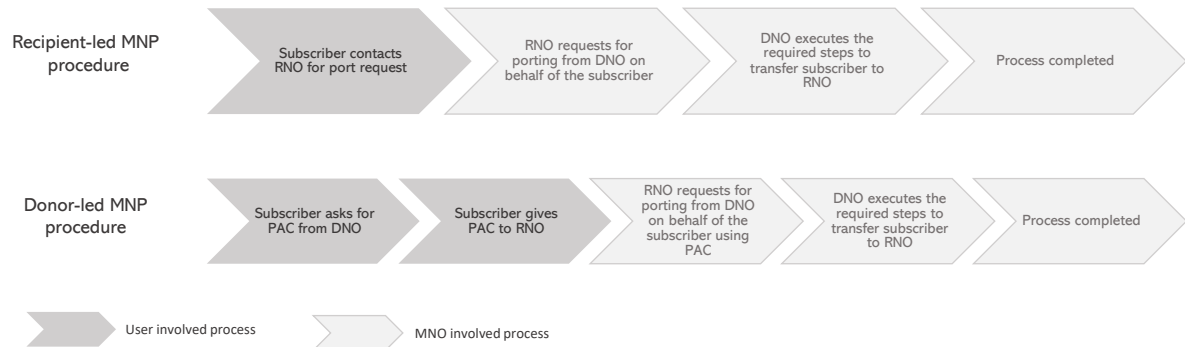 Recipient-led MNP
procedure
Subscriber contacts
RNO for port request
RNO requests for
porting from DNO on
behalf of the subscriber
DNO executes the
required steps to
transfer subscriber to
RNO
Process completed
Donor-led MNP
procedure
Subscriber asks for
PAC from DNO
Subscriber gives
PAC to RNO
RNO requests for
porting from DNO
on behalf of the
subscriber using
PAC
DNO executes the
required steps to
transfer subscriber
to RNO
Process completed
User involved process
MNO involved process